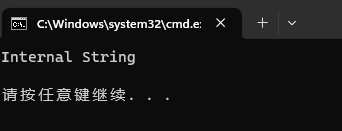 C:\Windows\system32\cmd.e
Internal String
请按任意键继续. . .